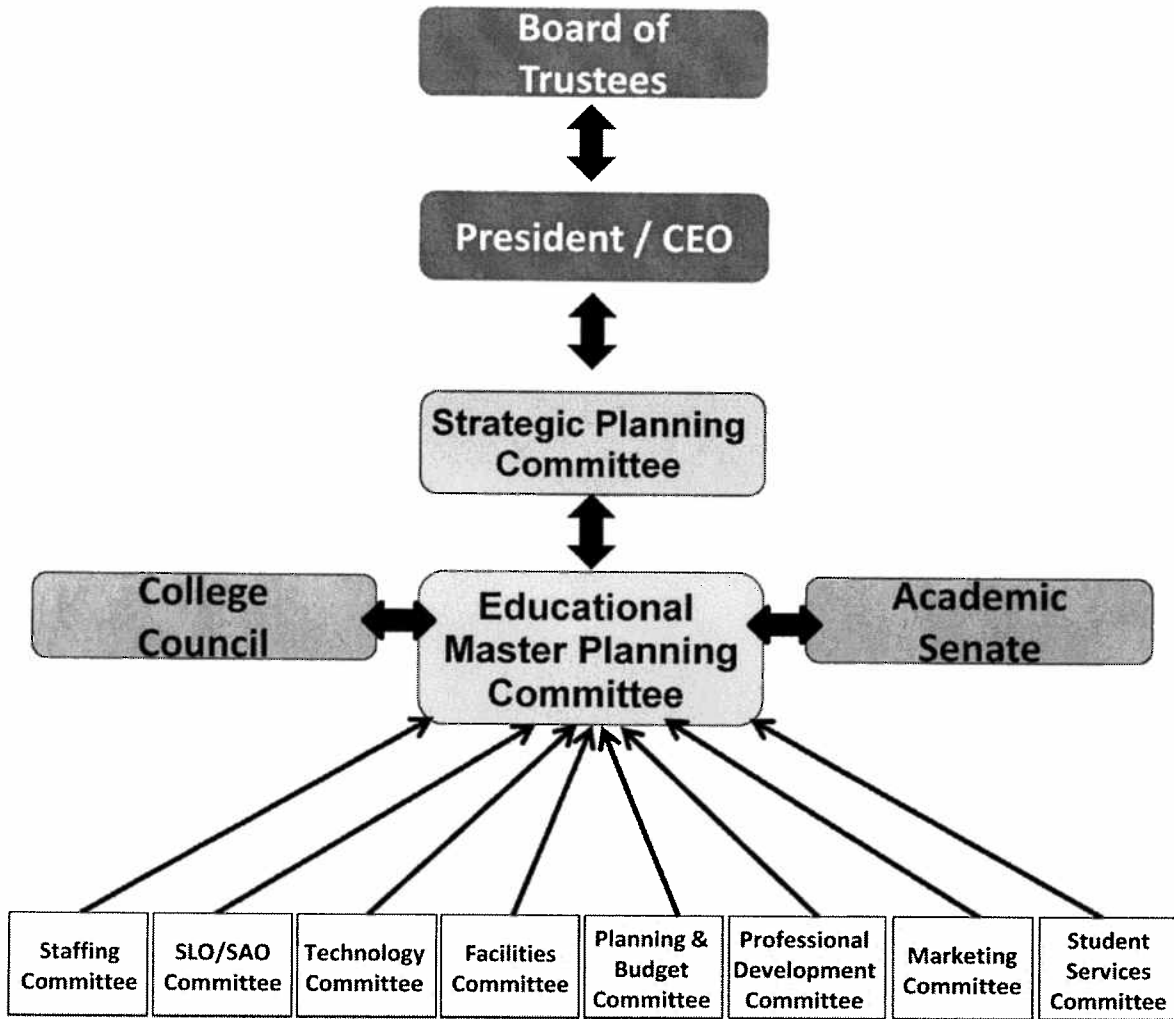 Board of
Trustees
President / CEO
Strategic Planning
Committee
College
Council
Educational
Master Planning
Committee
Academic
Senate
Staffing
Committee
SLO/SAO
Committee
Technology
Committee
Facilities
Committee
Planning &
Budget
Committee
Professional
Development
Committee
Marketing
Committee
Student
Services
Committee